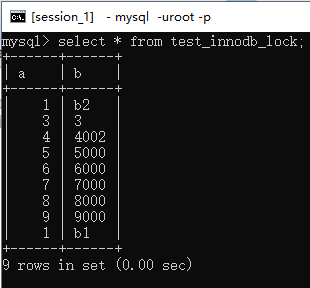 [session_1] - mysql -uroot -p
mysql> select * from test_innodb_lock;
+------+------+
| a | b |
+------+------+
| 1 | b2 |
| 3 | 3 |
| 4 | 4002 |
| 5 | 5000 |
| 6 | 6000 |
| 7 | 7000 |
| 8 | 8000 |
| 9 | 9000 |
| 1 | b1 |
+------+------+
9 rows in set (0.00 sec)